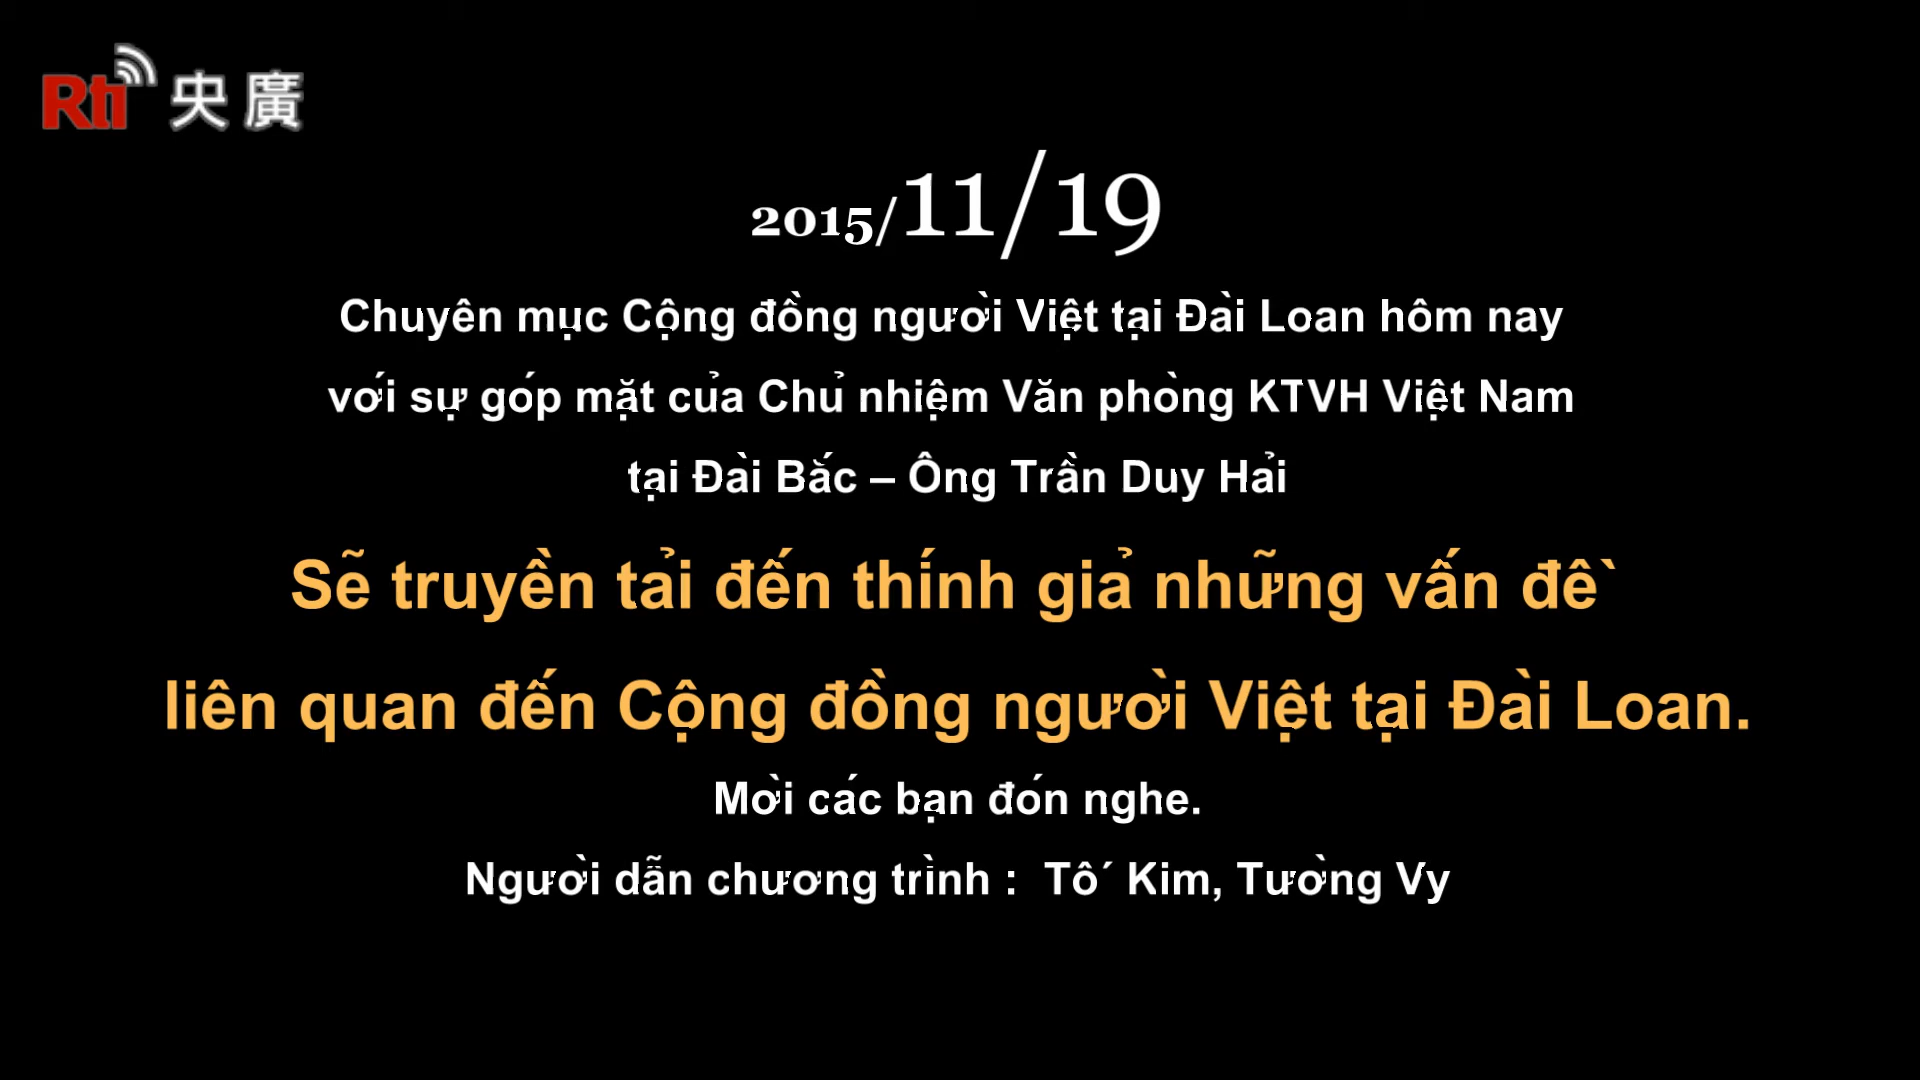 Rti 央廣
2015/11/19
Chuyên mục Cộng đồng người Việt tại Đài Loan hôm nay
với sự góp mặt của Chủ nhiệm Văn phòng KTVH Việt Nam
tại Đài Bắc – Ông Trần Duy Hải
Sẽ truyền tải đến thính giả những vấn đê`
liên quan đến Cộng đồng người Việt tại Đài Loan.
Mời các bạn đón nghe.
Người dẫn chương trình :  Tô´ Kim, Tường Vy